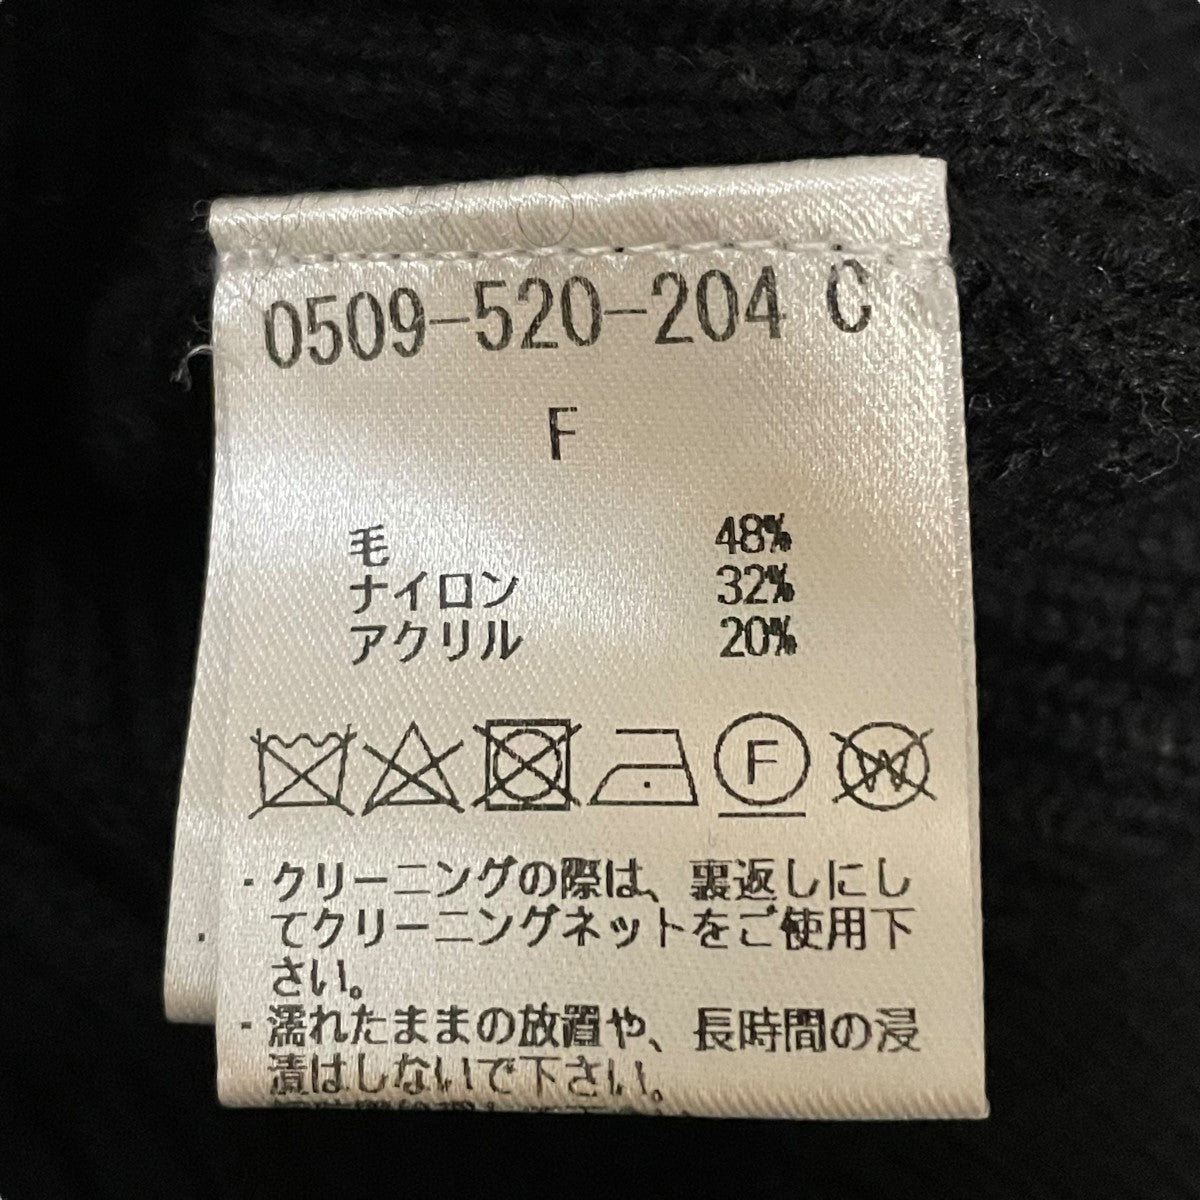 0509-520-204 C
F
毛 48%
ナイロン 32%
アクリル 20%
F W
・クリーニングの際は、裏返しにし
てクリーニングネットをご使用下
さい。
・濡れたままの放置や、長時間の浸
漬はしないで下さい。